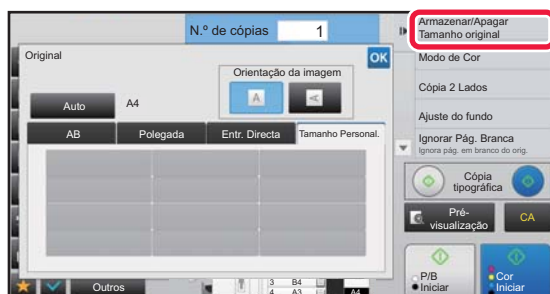 N.º de cópias 1
Original
OK
Orientação da imagem
A A
Auto A4
AB Polegada Entr. Directa Tamanho Personal.
Outros
3 B4
4 A3 A4
Armazenar/Apagar
Tamanho original
Modo de Cor
Cópia 2 Lados
Ajuste do fundo
Ignorar Pág. Branca
Ignora pág. em branco do orig.
Cópia
tipográfica
Pré-
visualização
CA
P/B
Iniciar
Cor
Iniciar